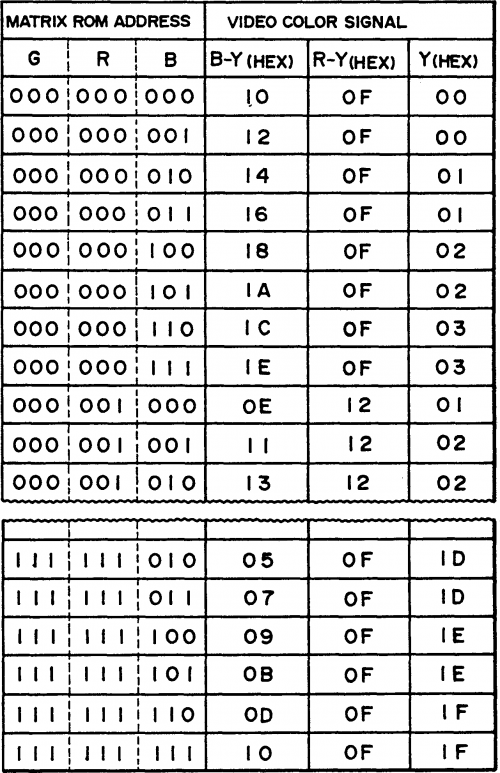 MATRIX ROM ADDRESS VIDEO COLOR SIGNAL
G R B B-Y(HEX) R-Y(HEX) Y(HEX)
000 000 000 10 0F 00
000 000 001 12 0F 00
000 000 010 14 0F 01
000 000 011 16 0F 01
000 000 100 18 0F 02
000 000 101 1A 0F 02
000 000 110 1C 0F 03
000 000 111 1E 0F 03
000 001 000 0E 12 01
000 001 001 11 12 02
000 001 010 13 12 02
111 111 010 05 0F 1D
111 111 011 07 0F 1D
111 111 100 09 0F 1E
111 111 101 0B 0F 1E
111 111 110 0D 0F 1F
111 111 111 10 0F 1F